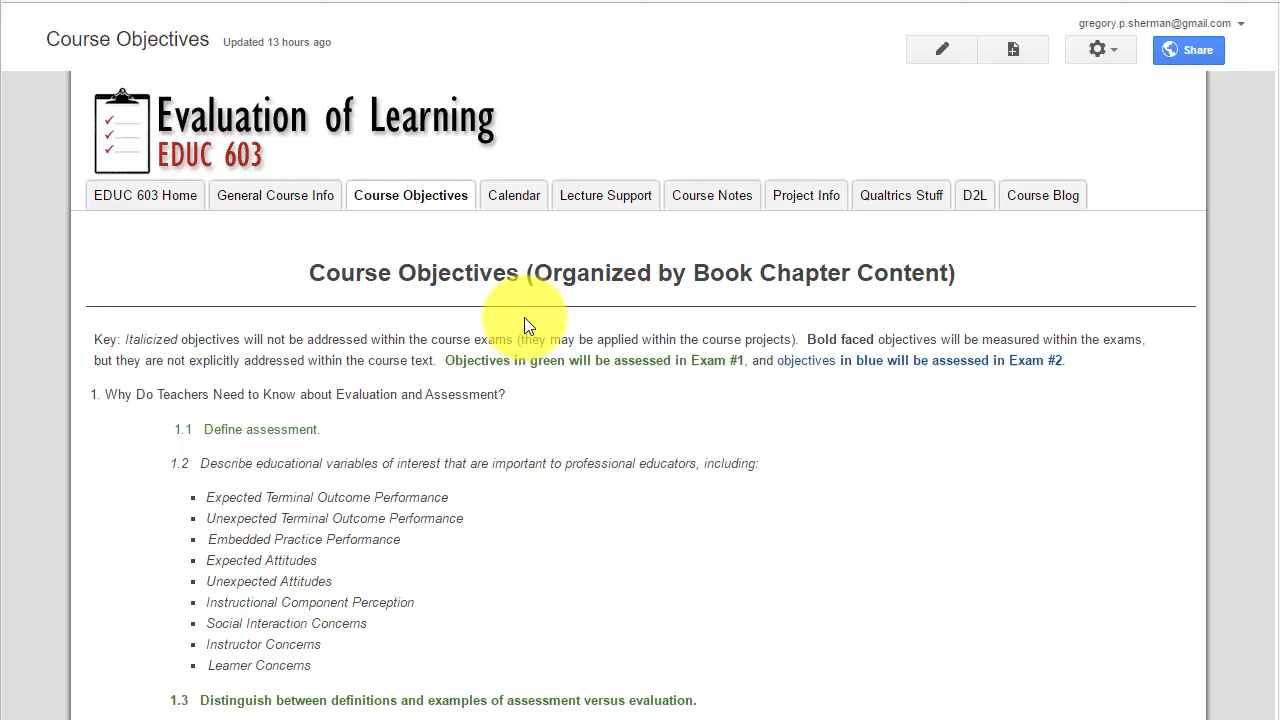 gregory.p.sherman@gmail.com
Course Objectives Updated 13 hours ago
Share
Evaluation of Learning
EDUC 603
EDUC 603 Home General Course Info Course Objectives Calendar Lecture Support Course Notes Project Info Qualtrics Stuff D2L Course Blog
Course Objectives (Organized by Book Chapter Content)
Key: Italicized objectives will not be addressed within the course exams (they may be applied within the course projects). Bold faced objectives will be measured within the exams,
but they are not explicitly addressed within the course text. Objectives in green will be assessed in Exam #1, and objectives in blue will be assessed in Exam #2.
1. Why Do Teachers Need to Know about Evaluation and Assessment?
1.1 Define assessment.
1.2 Describe educational variables of interest that are important to professional educators, including:
▪ Expected Terminal Outcome Performance
▪ Unexpected Terminal Outcome Performance
▪ Embedded Practice Performance
▪ Expected Attitudes
▪ Unexpected Attitudes
▪ Instructional Component Perception
▪ Social Interaction Concerns
▪ Instructor Concerns
▪ Learner Concerns
1.3 Distinguish between definitions and examples of assessment versus evaluation.